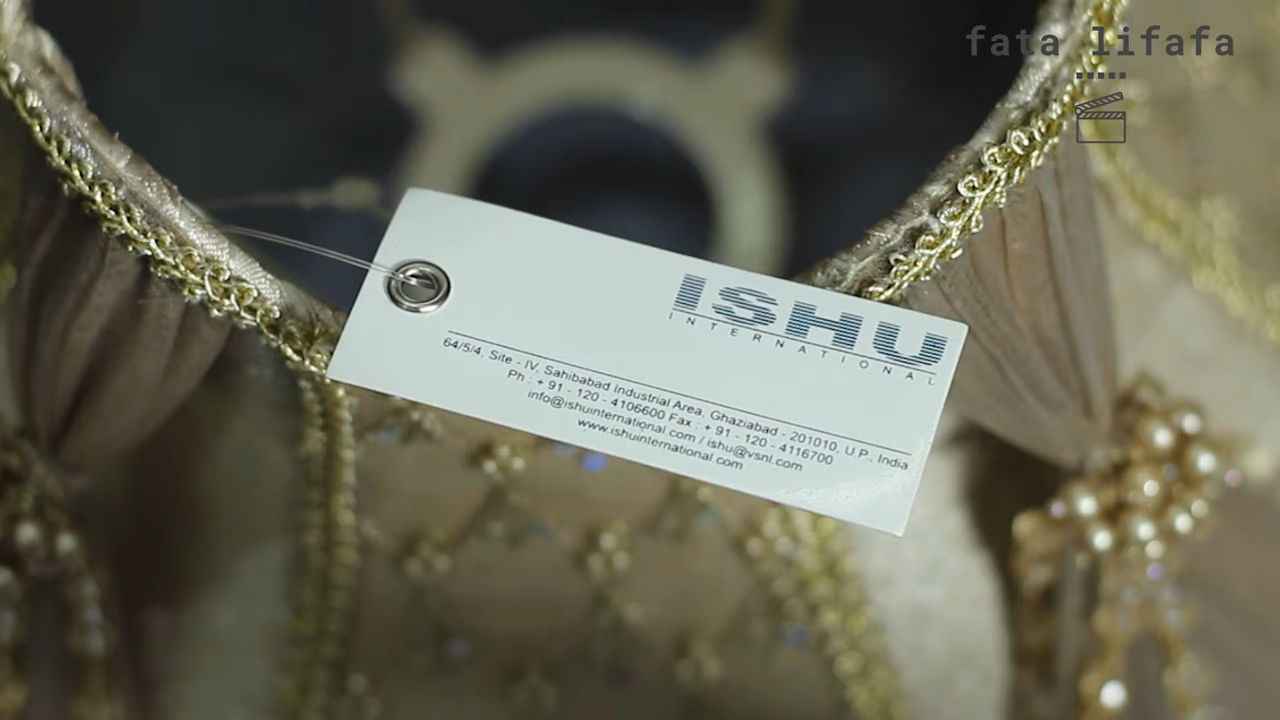 fata lifafa
ISHU
INTERNATIONAL
64/5/4, Site - IV, Sahibabad Industrial Area, Ghaziabad - 201010, U.P., India
Ph : + 91 - 120 - 4106600 Fax : + 91 - 120 - 4116700
info@ishuinternational.com / ishu@vsnl.com
www.ishuinternational.com